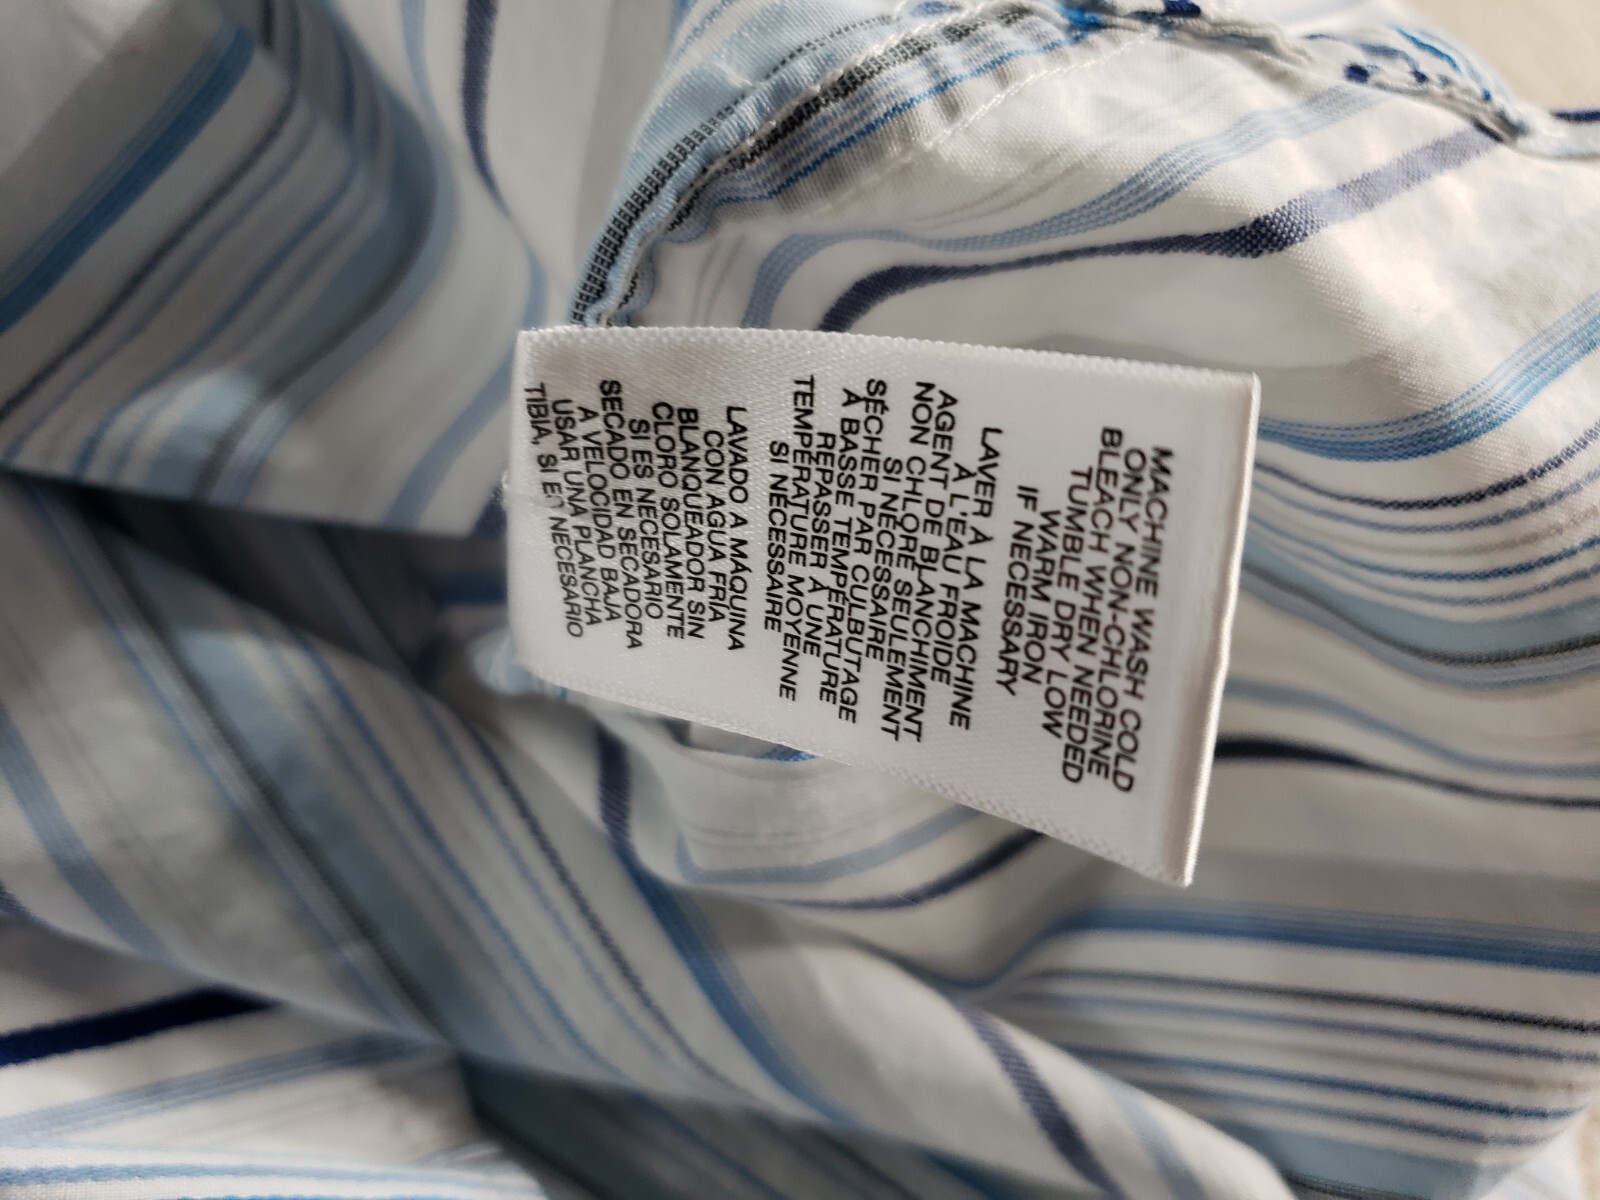 MACHINE WASH COLD
ONLY NON-CHLORINE
BLEACH WHEN NEEDED
TUMBLE DRY LOW
WARM IRON
IF NECESSARY
LAVER À LA MACHINE
À L'EAU FROIDE
AGENT DE BLANCHIMENT
NON CHLORE SEULEMENT
SI NÉCESSAIRE
SÉCHER PAR CULBUTAGE
À BASSE TEMPÉRATURE
REPASSER À UNE
TEMPÉRATURE MOYENNE
SI NÉCESSAIRE
LAVADO A MÁQUINA
CON AGUA FRÍA
BLANQUEADOR SIN
CLORO SOLAMENTE
SI ES NECESARIO
SECADO EN SECADORA
A VELOCIDAD BAJA
USAR UNA PLANCHA
TIBIA, SI ES NECESARIO